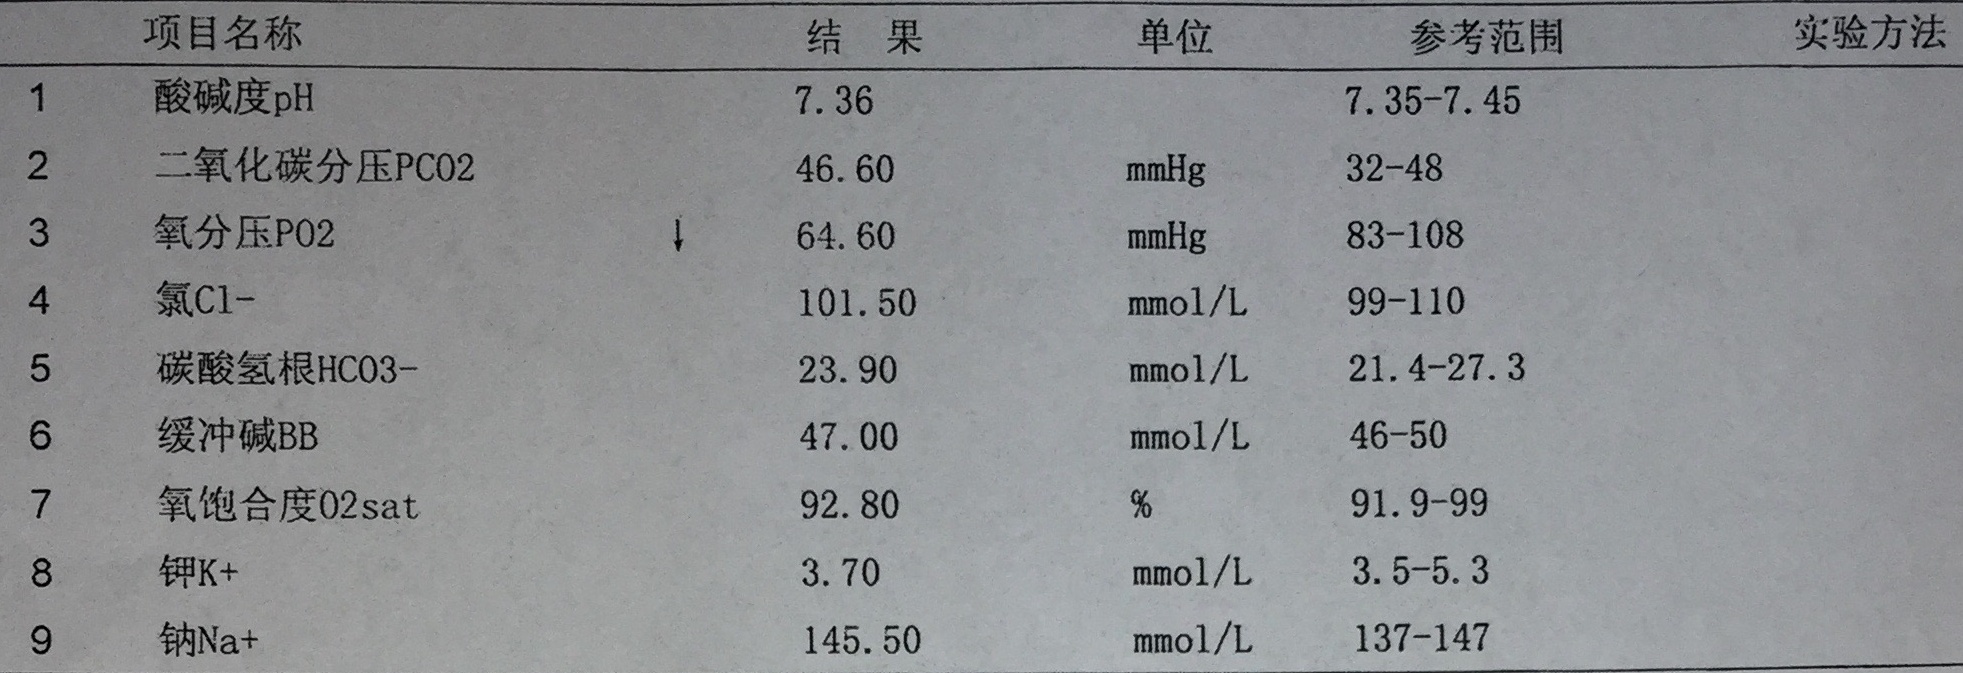 项目名称 结 果 单位 参考范围 实验方法
1 酸碱度pH 7.36 7.35-7.45
2 二氧化碳分压PCO2 46.60 mmHg 32-48
3 氧分压PO2 ↓ 64.60 mmHg 83-108
4 氯Cl- 101.50 mmol/L 99-110
5 碳酸氢根HCO3- 23.90 mmol/L 21.4-27.3
6 缓冲碱BB 47.00 mmol/L 46-50
7 氧饱合度O2sat 92.80 % 91.9-99
8 钾K+ 3.70 mmol/L 3.5-5.3
9 钠Na+ 145.50 mmol/L 137-147